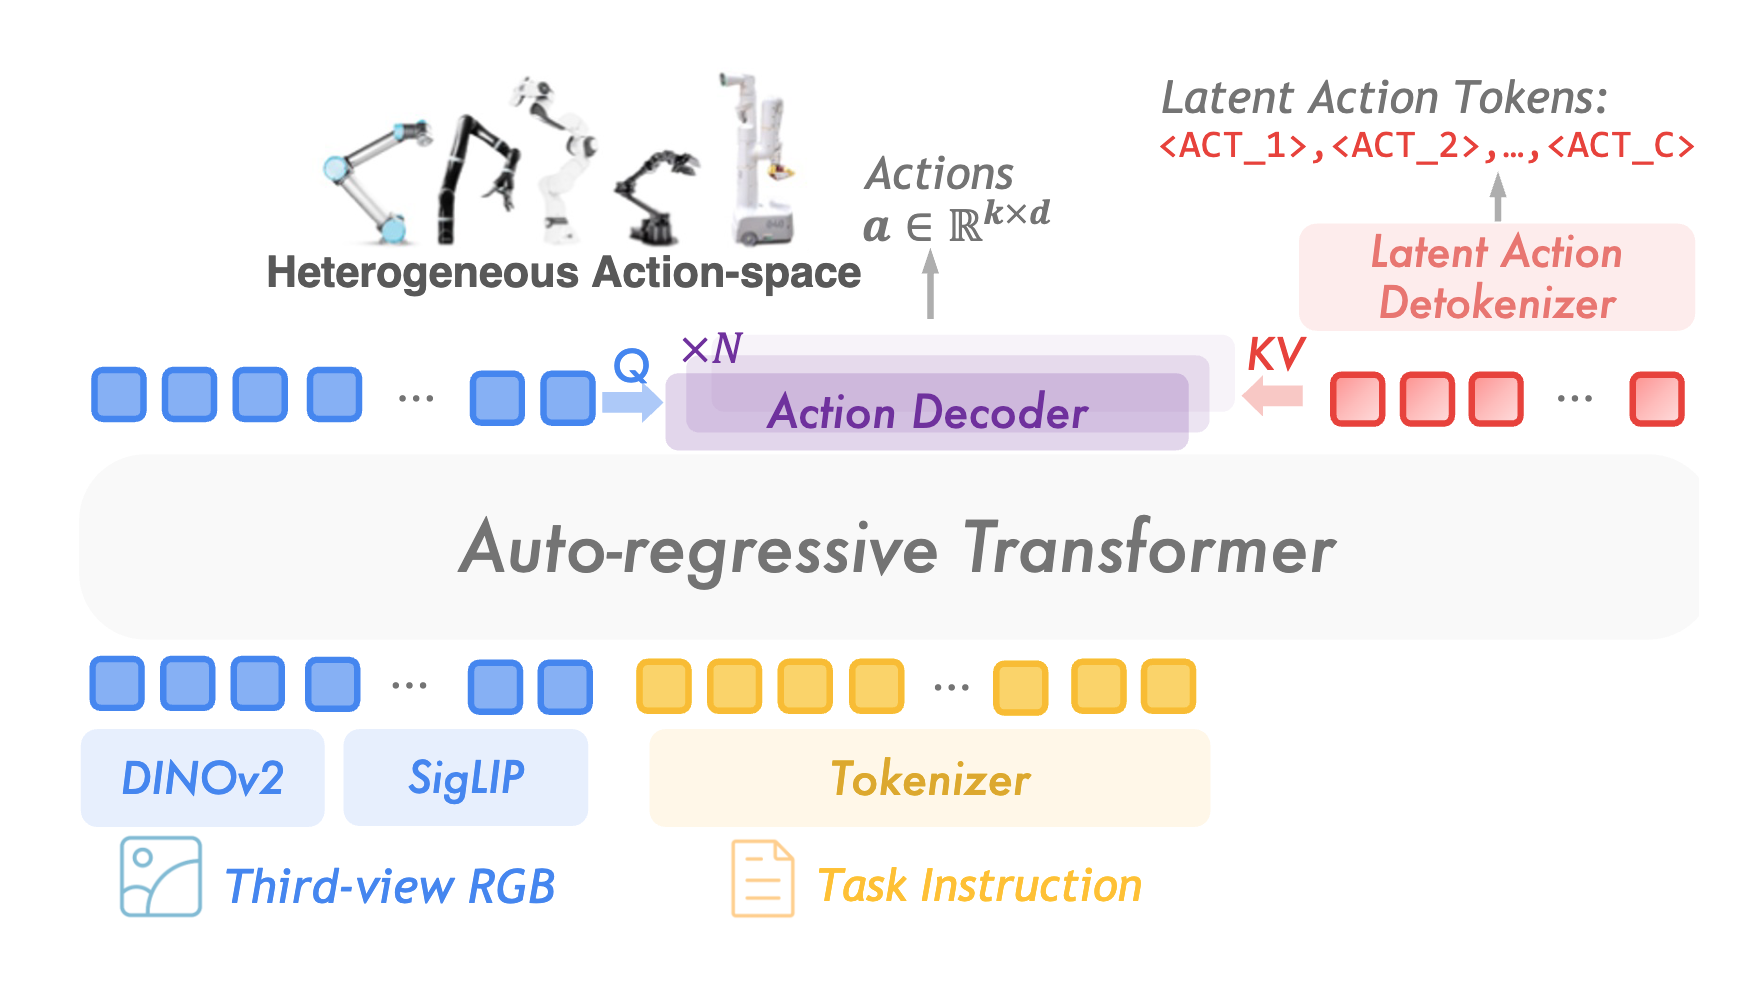 Latent Action Tokens:
<ACT_1>,<ACT_2>,…,<ACT_C>
Actions
a ∈ ℝ^{k×d}
Heterogeneous Action-space
Latent Action
Detokenizer
Q
×N
KV
...
Action Decoder
...
Auto-regressive Transformer
...
...
DINOv2
SigLIP
Tokenizer
Third-view RGB
Task Instruction